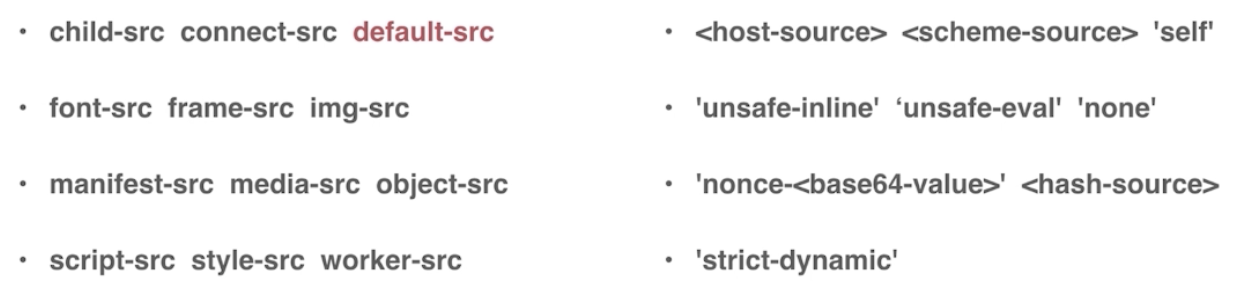 • child-src connect-src default-src
• font-src frame-src img-src
• manifest-src media-src object-src
• script-src style-src worker-src
• <host-source> <scheme-source> 'self'
• 'unsafe-inline' ‘unsafe-eval' 'none'
• 'nonce-<base64-value>' <hash-source>
• 'strict-dynamic'